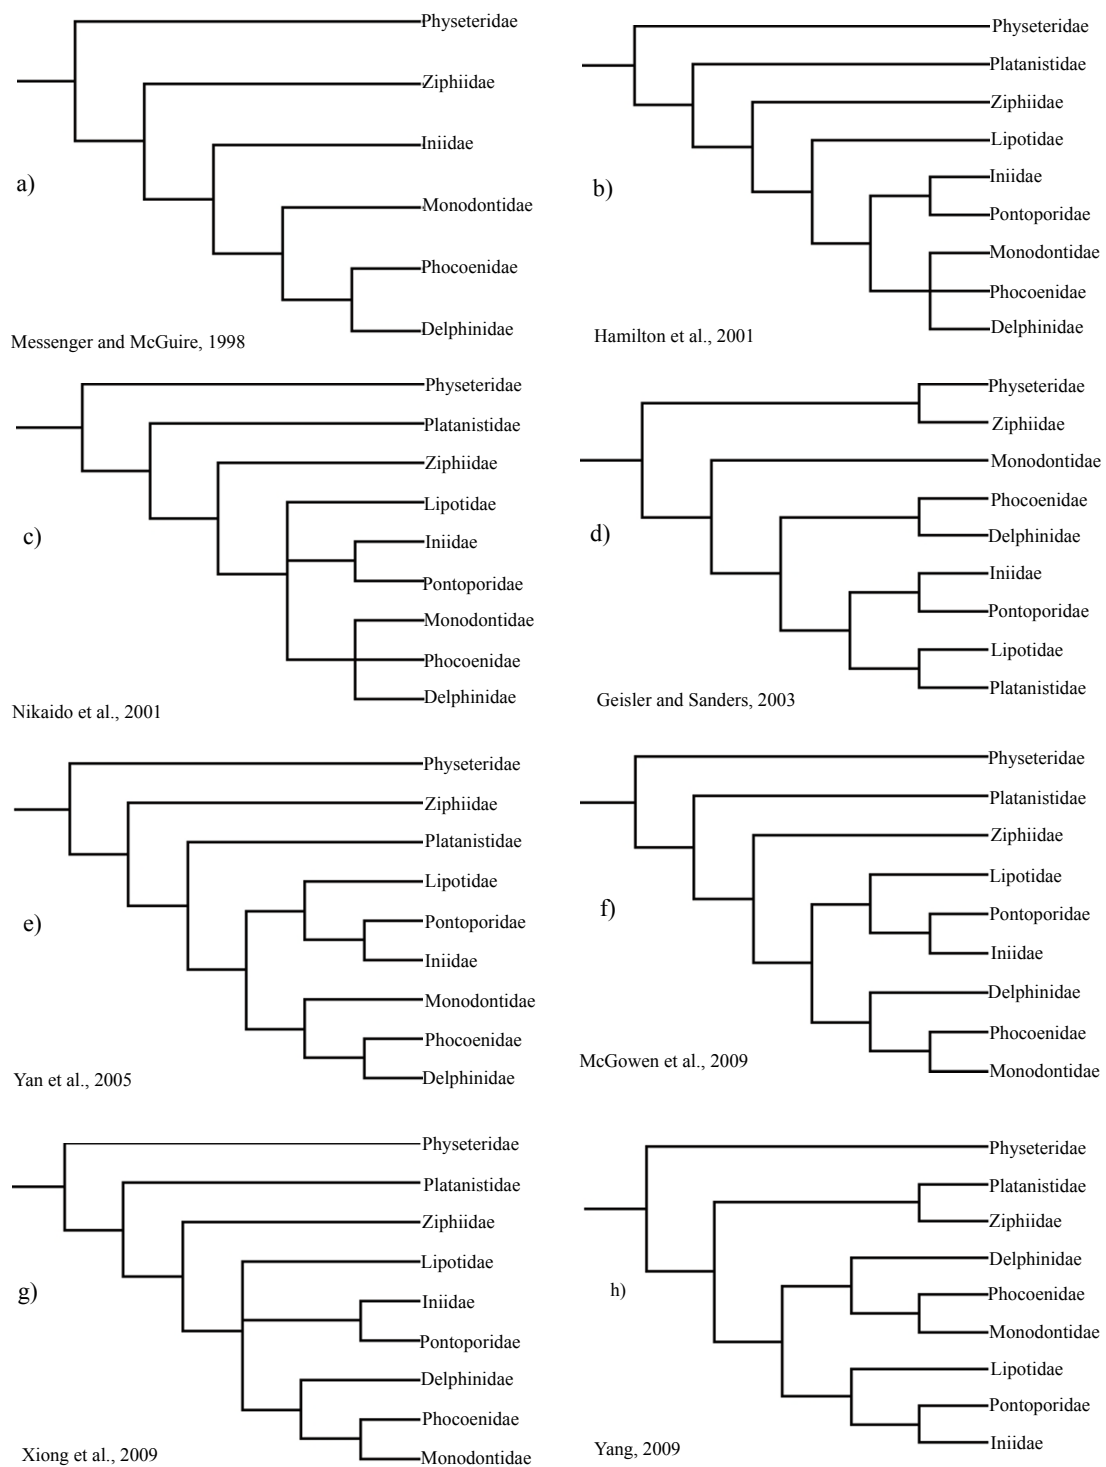 Physeteridae
Ziphiidae
Iniidae
a)
Monodontidae
Phocoenidae
Delphinidae
Messenger and McGuire, 1998
Physeteridae
Platanistidae
Ziphiidae
Lipotidae
b)
Iniidae
Pontoporidae
Monodontidae
Phocoenidae
Delphinidae
Hamilton et al., 2001
Physeteridae
Platanistidae
Ziphiidae
Lipotidae
c)
Iniidae
Pontoporidae
Monodontidae
Phocoenidae
Delphinidae
Nikaido et al., 2001
Physeteridae
Ziphiidae
Monodontidae
Phocoenidae
d)
Delphinidae
Iniidae
Pontoporidae
Lipotidae
Platanistidae
Geisler and Sanders, 2003
Physeteridae
Ziphiidae
Platanistidae
Lipotidae
e)
Pontoporidae
Iniidae
Monodontidae
Phocoenidae
Delphinidae
Yan et al., 2005
Physeteridae
Platanistidae
Ziphiidae
Lipotidae
f)
Pontoporidae
Iniidae
Delphinidae
Phocoenidae
Monodontidae
McGowen et al., 2009
Physeteridae
Platanistidae
Ziphiidae
Lipotidae
g)
Iniidae
Pontoporidae
Delphinidae
Phocoenidae
Monodontidae
Xiong et al., 2009
Physeteridae
Platanistidae
Ziphiidae
Delphinidae
h)
Phocoenidae
Monodontidae
Lipotidae
Pontoporidae
Iniidae
Yang, 2009